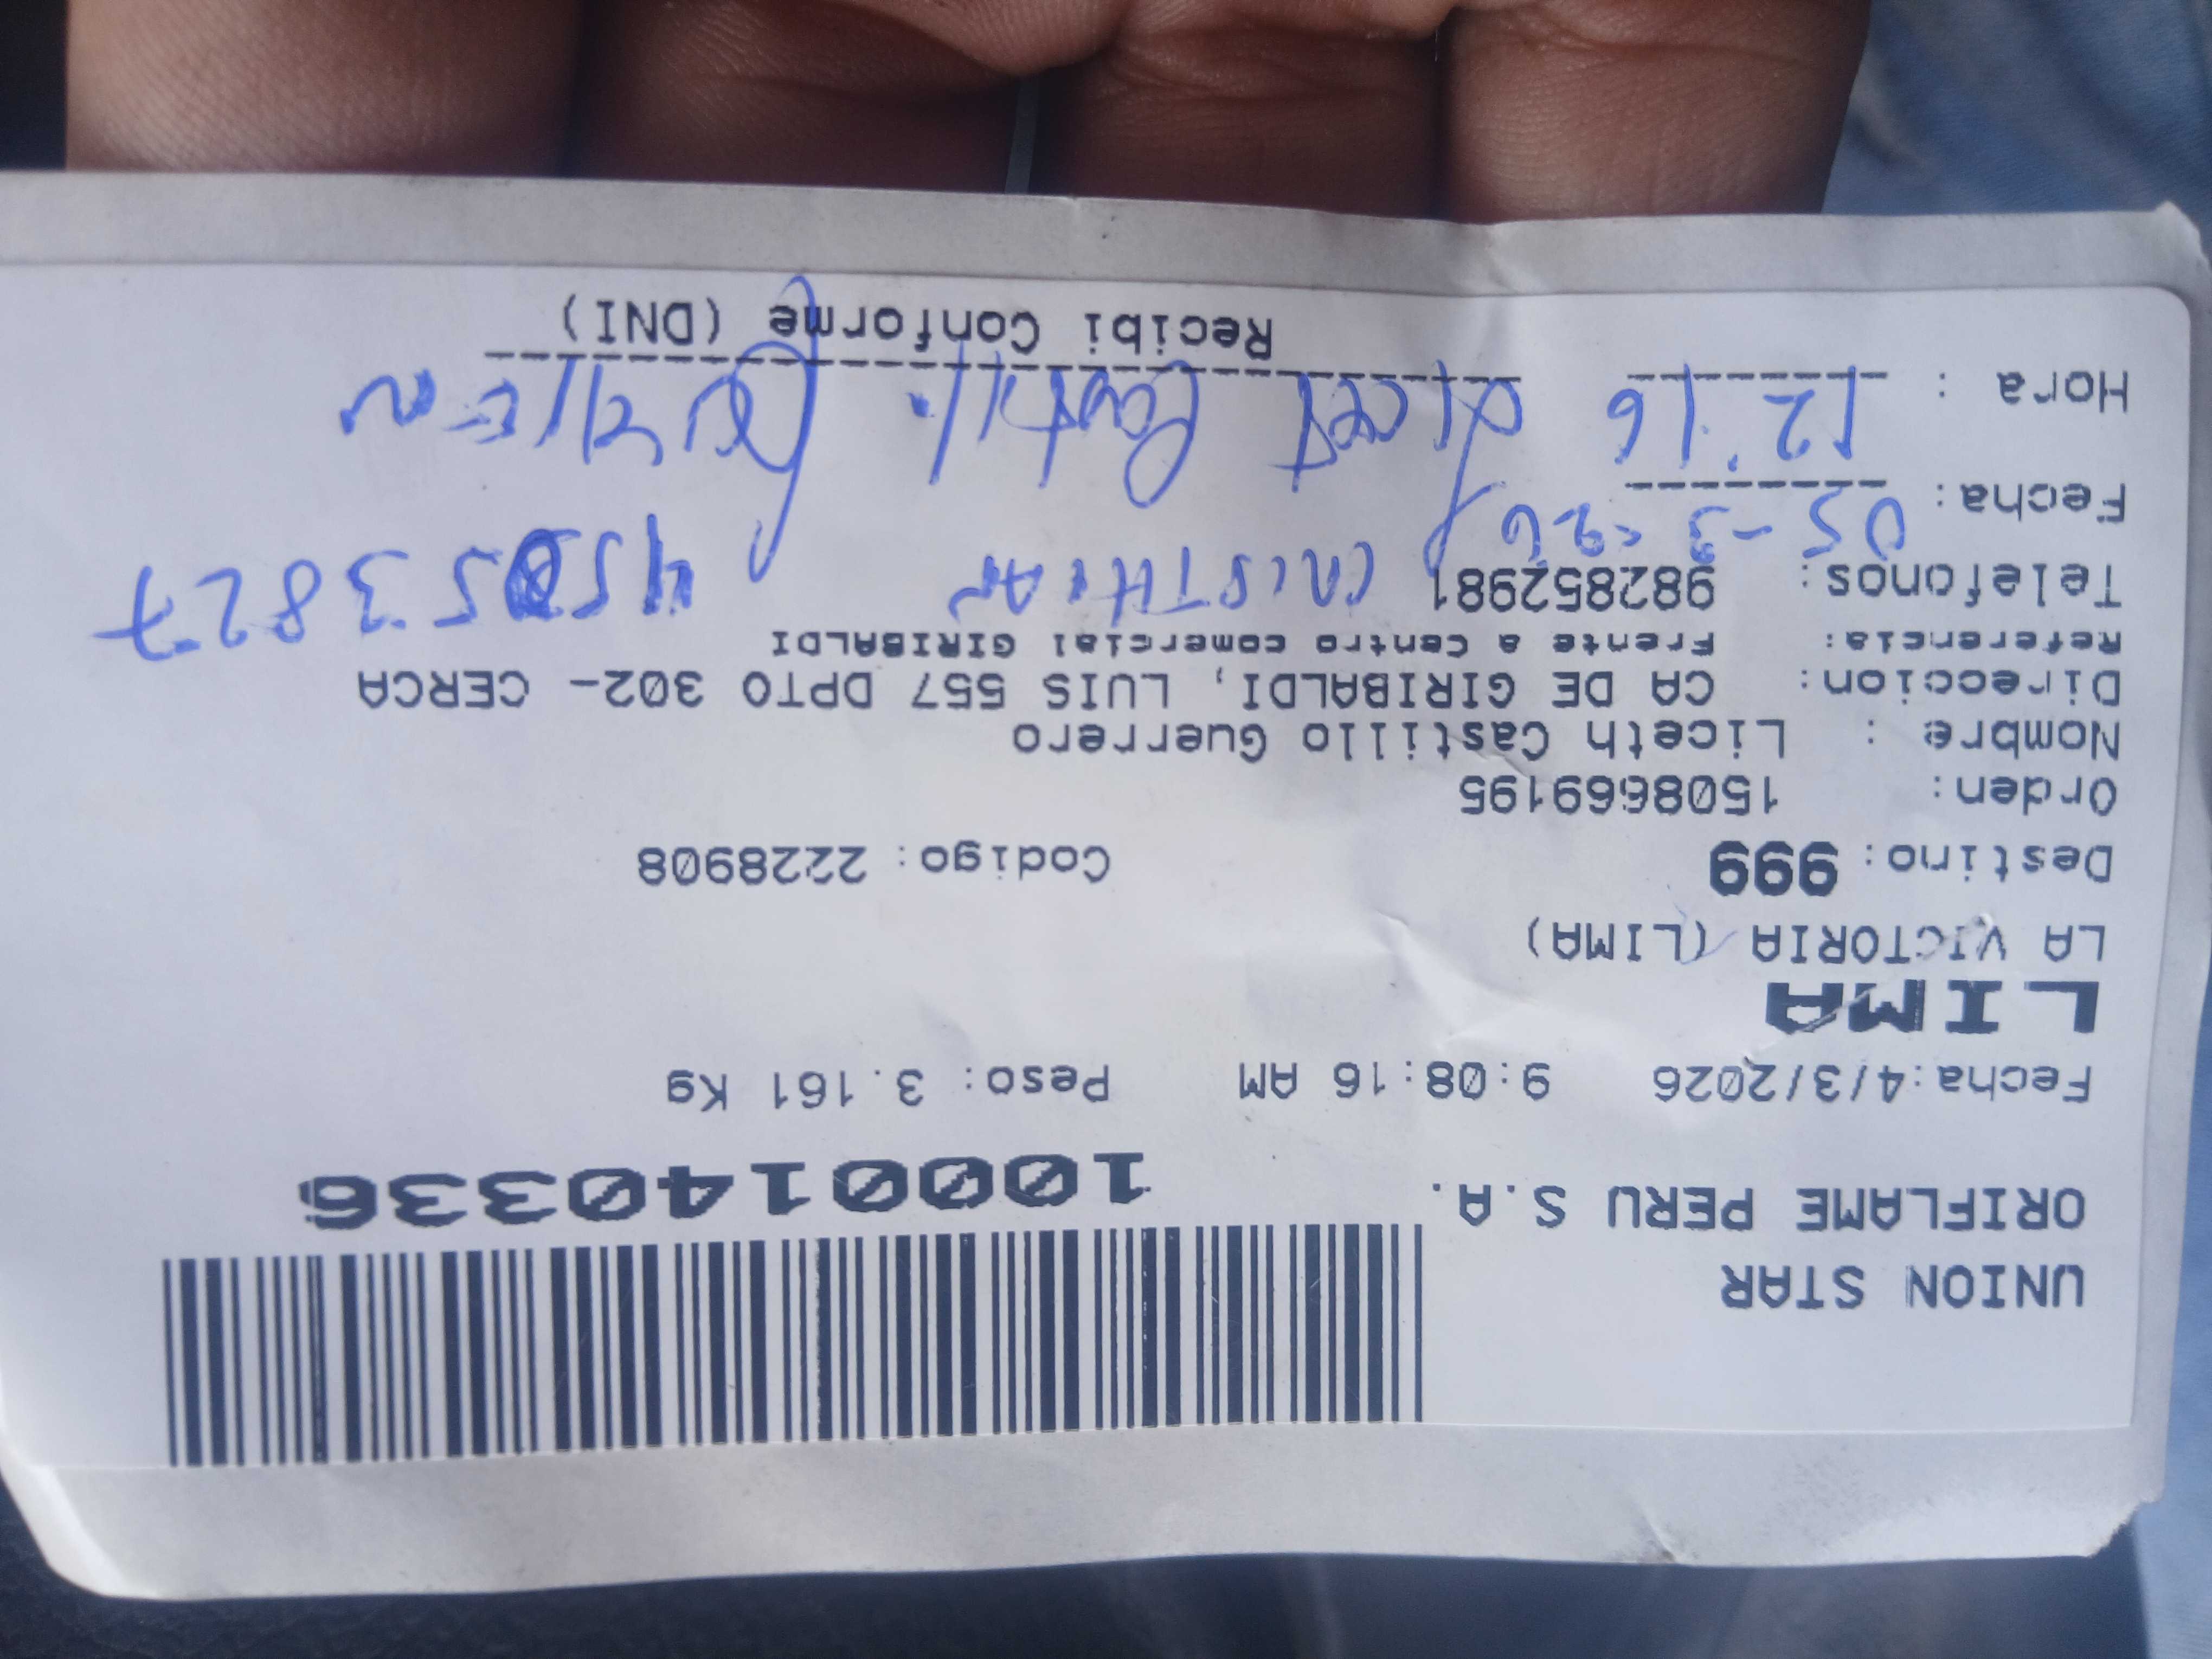 UNION STAR
ORIFLAME PERU S.A.
1000140336
Fecha:4/3/2026 9:08:16 AM Peso: 3.161 Kg
LIMA
LA VICTORIA (LIMA)
Destino: 999 Codigo: 2228908
Orden: 1508669195
Nombre : Liceth Castillo Guerrero
Direccion: CA DE GIRIBALDI, LUIS 557 DPTO 302- CERCA
Referencia: Frente a Centro comercial GIRIBALDI
Telefonos: 982852981
Fecha: 05-3-26 45053827
Hora : 12:16
Recibi Conforme (DNI)